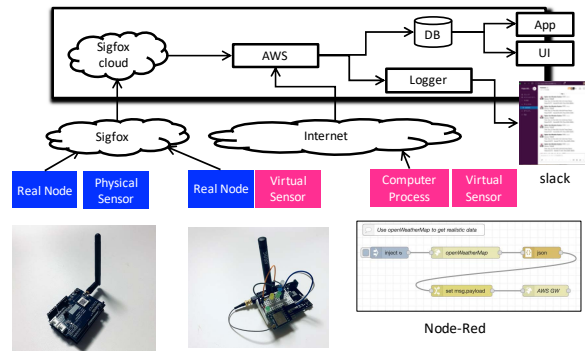 App
Sigfox
cloud
AWS
DB
UI
Logger
Sigfox
Internet
slack
Real Node
Physical
Sensor
Real Node
Virtual
Sensor
Computer
Process
Virtual
Sensor
Use openWeatherMap to get realistic data
inject
openWeatherMap
json
set msg.payload
AWS GW
Node-Red